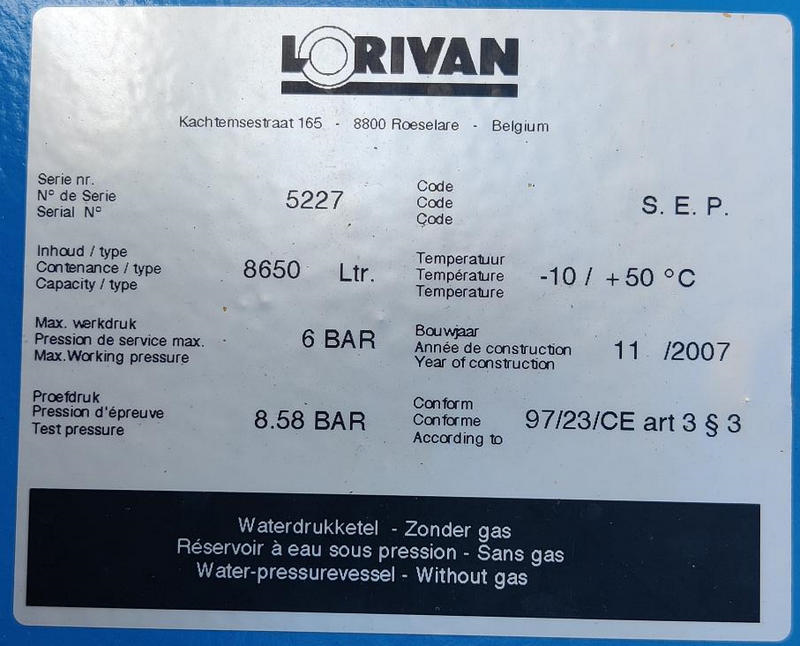 LORIVAN
Kachtemsestraat 165 - 8800 Roeselare - Belgium
Serie nr.
N° de Serie
Serial N°
5227
Code
Code
Code
S. E. P.
Inhoud / type
Contenance / type
Capacity / type
8650 Ltr.
Temperatuur
Température
Temperature
-10 / +50 °C
Max. werkdruk
Pression de service max.
Max.Working pressure
6 BAR
Bouwjaar
Année de construction
Year of construction
11 /2007
Proefdruk
Pression d'épreuve
Test pressure
8.58 BAR
Conform
Conforme
According to
97/23/CE art 3 § 3
Waterdrukketel - Zonder gas
Réservoir à eau sous pression - Sans gas
Water-pressurevessel - Without gas